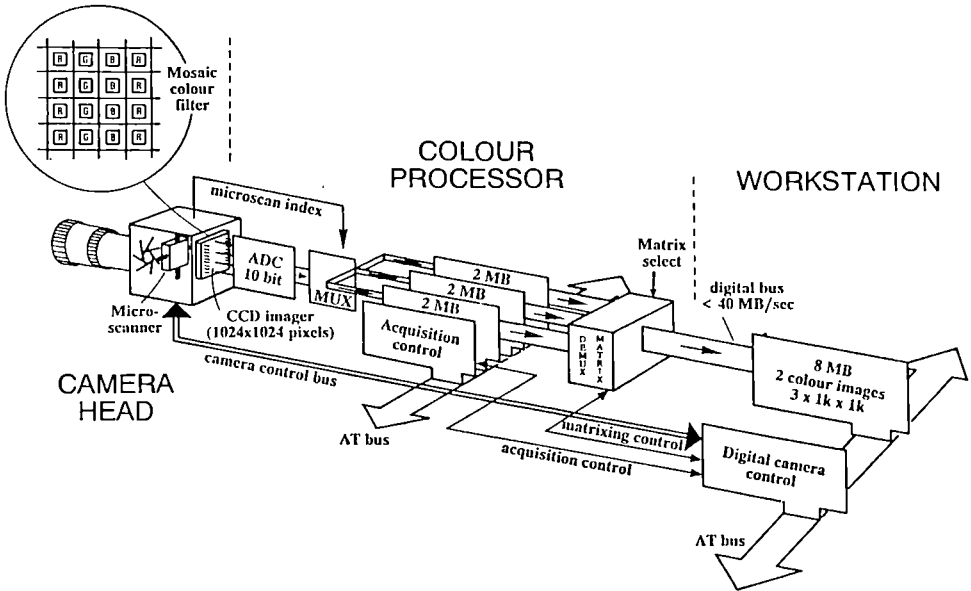 R G B R
R G B R
R G B R
R G B R
Mosaic
colour
filter
COLOUR
PROCESSOR
WORKSTATION
microscan index
ADC
10 bit
MUX
2 MB
2 MB
2 MB
Matrix
select
digital bus
< 40 MB/sec
Micro-
scanner
CCD imager
(1024x1024 pixels)
Acquisition
control
DEMUX
MATRIX
8 MB
2 colour images
3 x 1k x 1k
camera control bus
CAMERA
HEAD
AT bus
matrixing control
acquisition control
Digital camera
control
AT bus